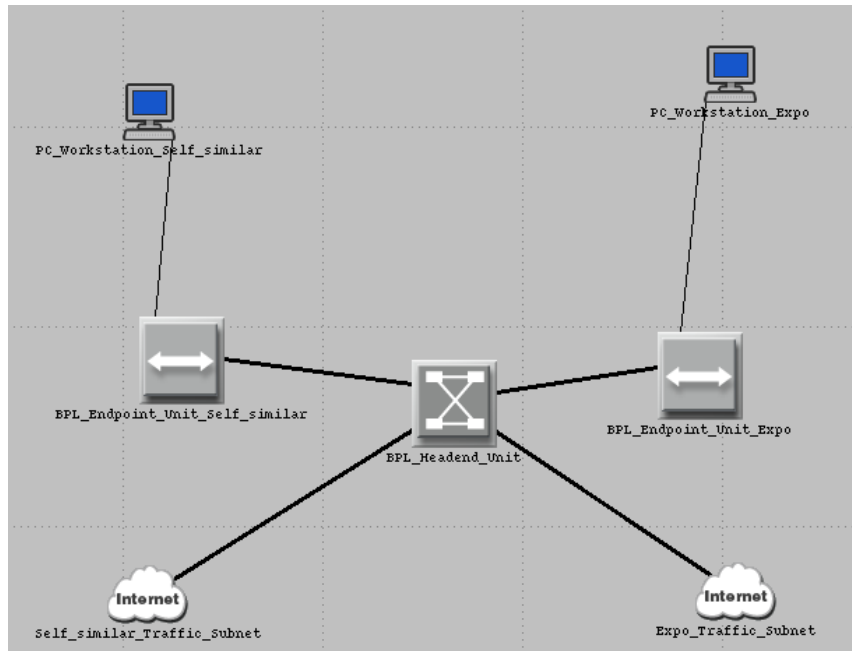 PC_Workstation_Expo
PC_Workstation_Self_similar
BPL_Endpoint_Unit_Self_similar
BPL_Endpoint_Unit_Expo
BPL_Headend_Unit
Internet
Internet
Self_similar_Traffic_Subnet
Expo_Traffic_Subnet